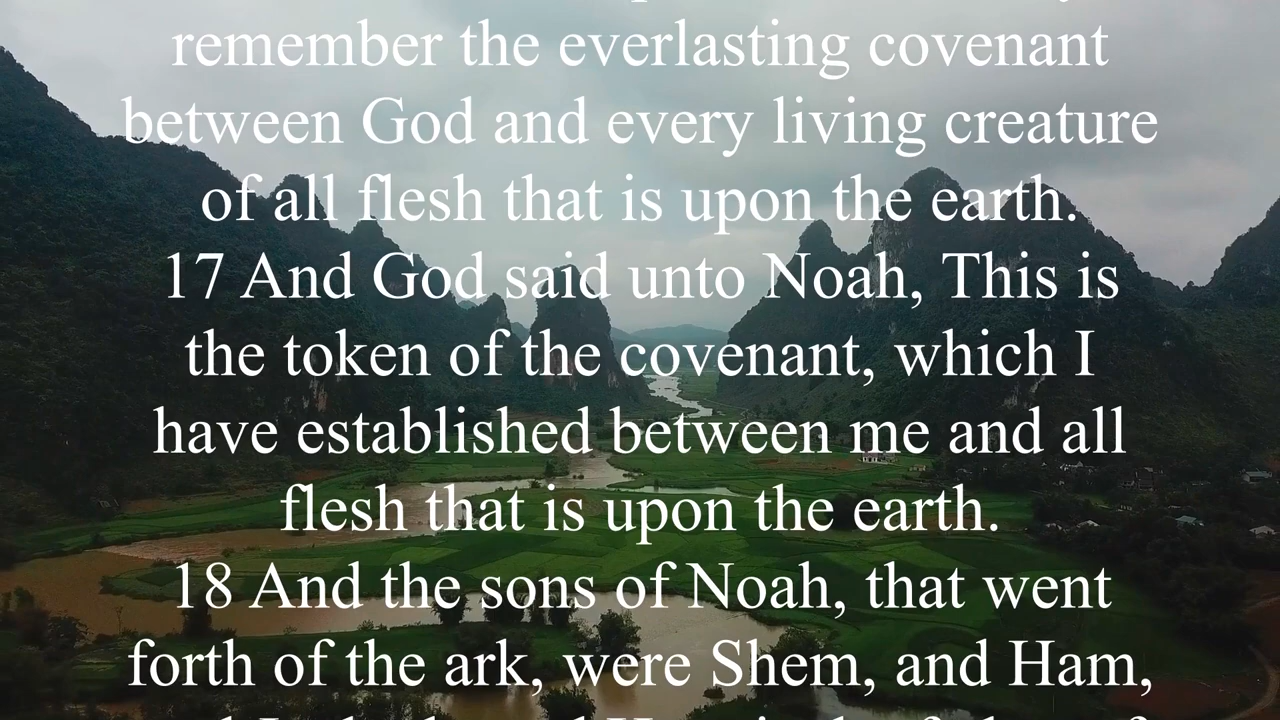 remember the everlasting covenant
between God and every living creature
of all flesh that is upon the earth.
17 And God said unto Noah, This is
the token of the covenant, which I
have established between me and all
flesh that is upon the earth.
18 And the sons of Noah, that went
forth of the ark, were Shem, and Ham,